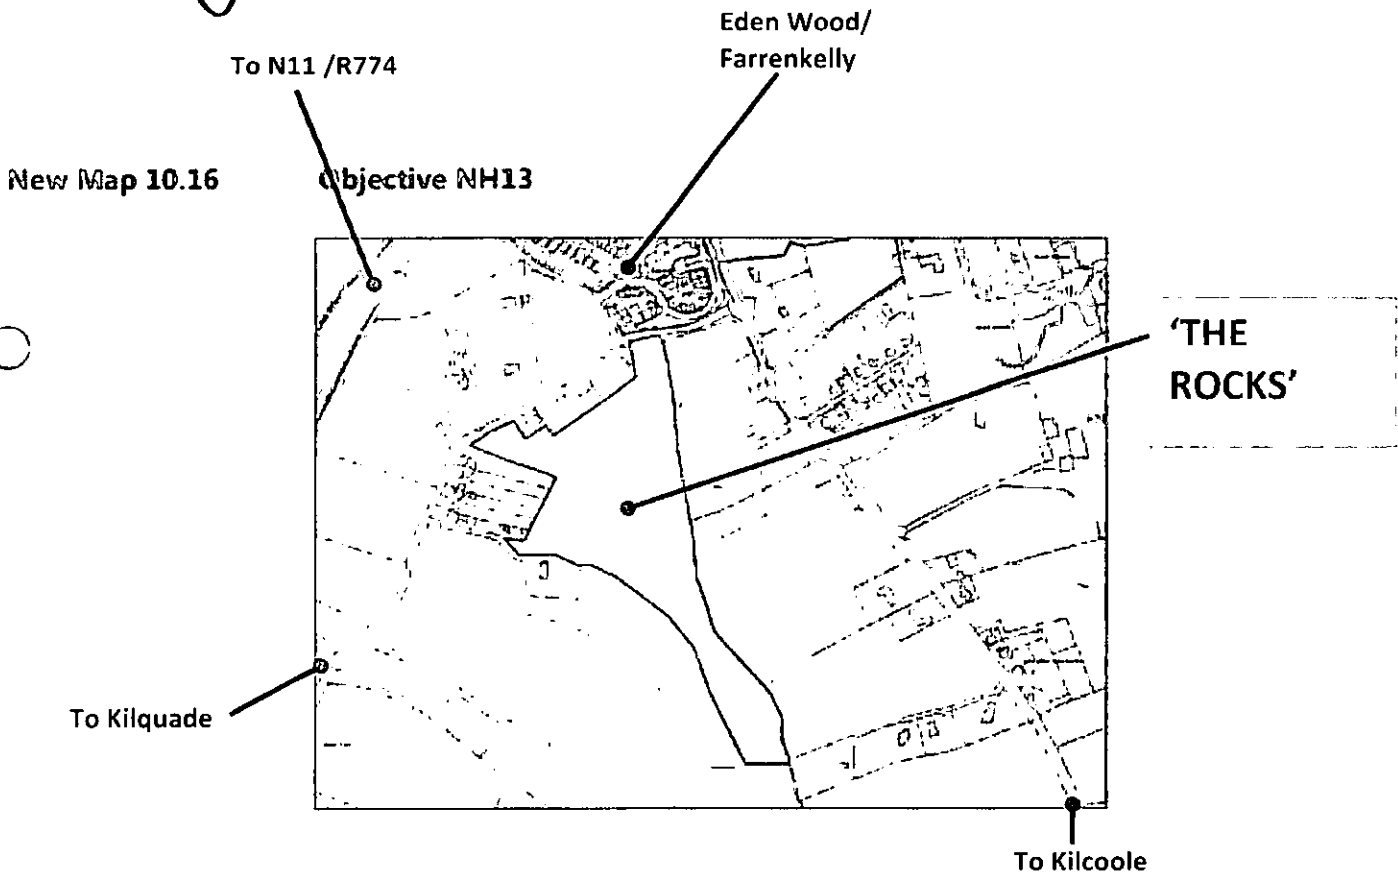 Eden Wood/
Farrenkelly
To N11 /R774
New Map 10.16 Objective NH13
‘THE
ROCKS’
To Kilquade
To Kilcoole